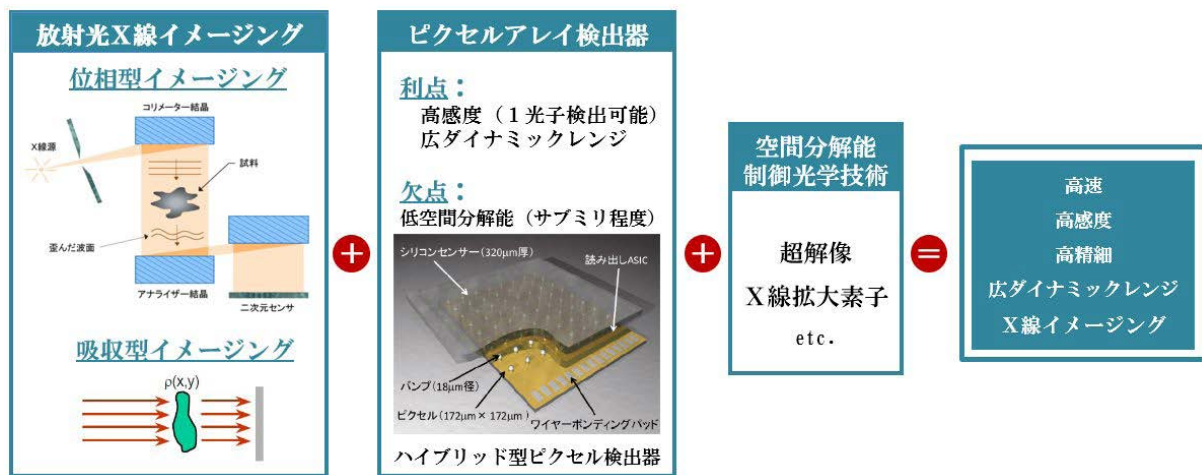 放射光X線イメージング
位相型イメージング
コリメーター結晶
X線源
試料
歪んだ波面
アナライザー結晶
二次元センサ
吸収型イメージング
ρ(x,y)
+
ピクセルアレイ検出器
利点：
高感度（１光子検出可能）
広ダイナミックレンジ
欠点：
低空間分解能（サブミリ程度）
シリコンセンサー(320μm厚)
読み出しASIC
バンプ(18μm径)
ピクセル(172μm×172μm)
ワイヤーボンディングパッド
ハイブリッド型ピクセル検出器
+
空間分解能
制御光学技術
超解像
X線拡大素子
etc.
=
高速
高感度
高精細
広ダイナミックレンジ
X線イメージング